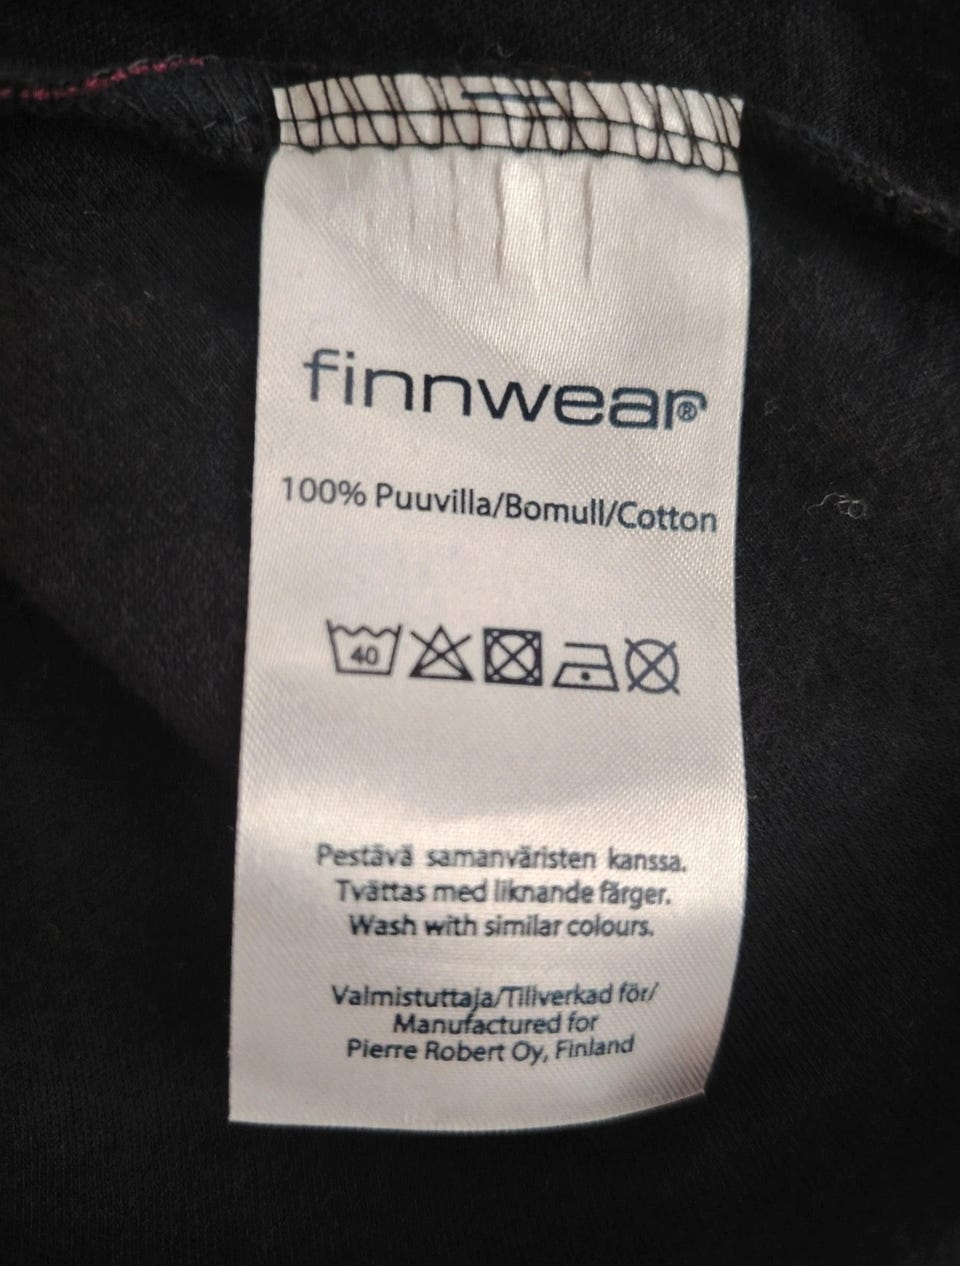 finnwear®
100% Puuvilla/Bomull/Cotton
40
Pestävä samanväristen kanssa.
Tvättas med liknande färger.
Wash with similar colours.
Valmistuttaja/Tillverkad för/
Manufactured for
Pierre Robert Oy, Finland